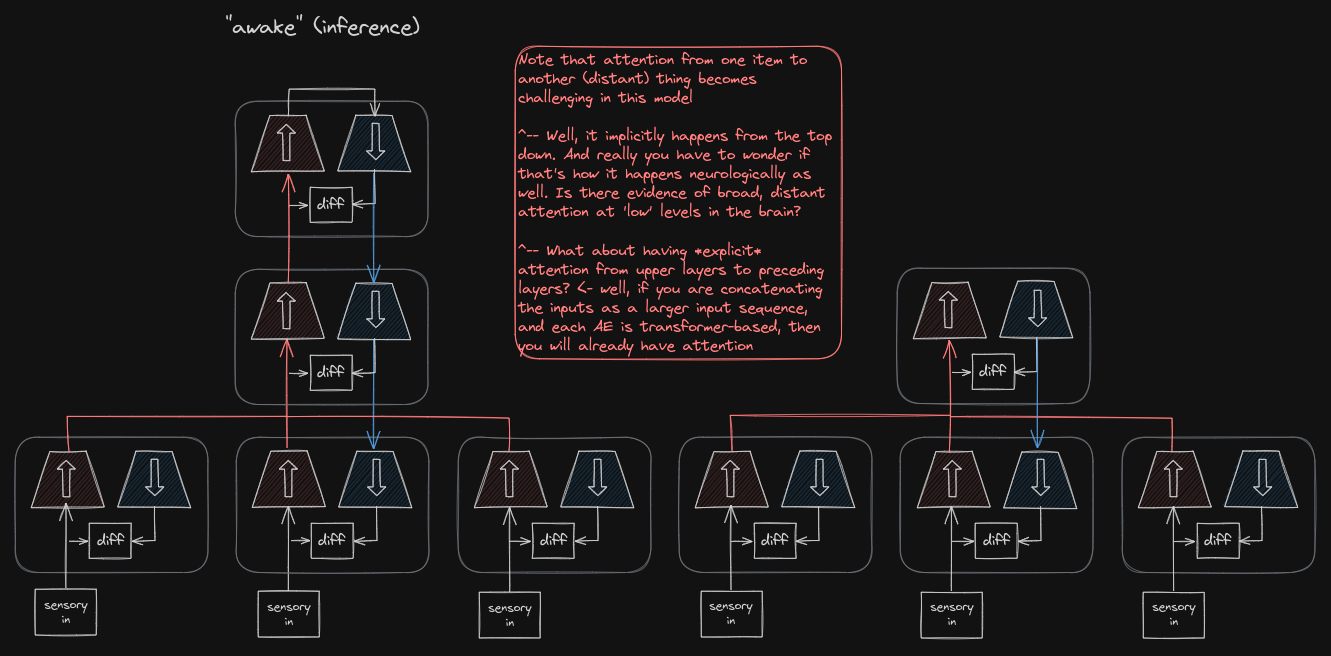 "awake" (inference)
Note that attention from one item to
another (distant) thing becomes
challenging in this model
^-- Well, it implicitly happens from the top
down. And really you have to wonder if
that's how it happens neurologically as
well. Is there evidence of broad, distant
attention at 'low' levels in the brain?
^-- What about having *explicit*
attention from upper layers to preceding
layers? <- well, if you are concatenating
the inputs as a larger input sequence,
and each AE is transformer-based, then
you will already have attention
diff
diff
diff
diff
diff
diff
diff
diff
diff
sensory
in
sensory
in
sensory
in
sensory
in
sensory
in
sensory
in